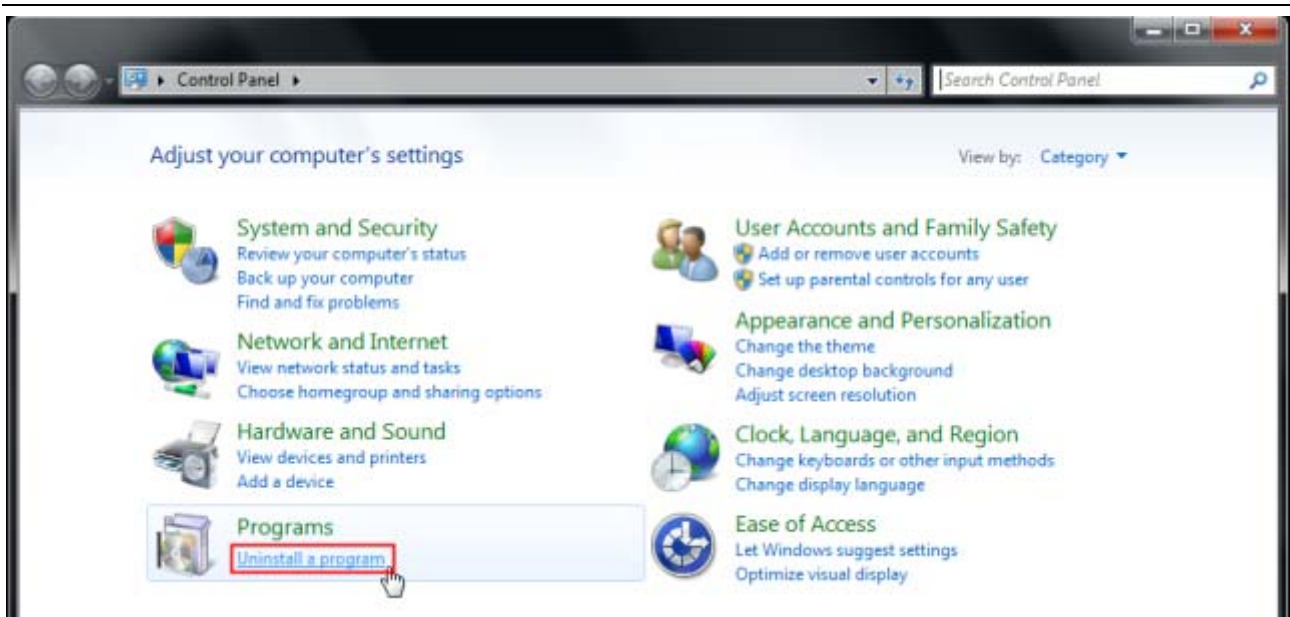 Control Panel
Search Control Panel
Adjust your computer's settings
View by: Category
System and Security
Review your computer's status
Back up your computer
Find and fix problems
Network and Internet
View network status and tasks
Choose homegroup and sharing options
Hardware and Sound
View devices and printers
Add a device
Programs
Uninstall a program
User Accounts and Family Safety
Add or remove user accounts
Set up parental controls for any user
Appearance and Personalization
Change the theme
Change desktop background
Adjust screen resolution
Clock, Language, and Region
Change keyboards or other input methods
Change display language
Ease of Access
Let Windows suggest settings
Optimize visual display